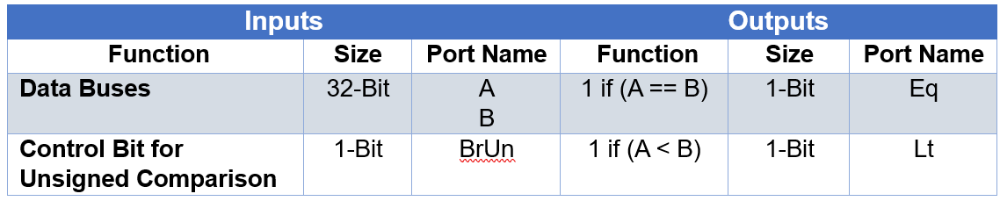 Inputs Outputs
Function Size Port Name Function Size Port Name
Data Buses 32-Bit A 1 if (A == B) 1-Bit Eq
B
Control Bit for 1-Bit BrUn 1 if (A < B) 1-Bit Lt
Unsigned Comparison